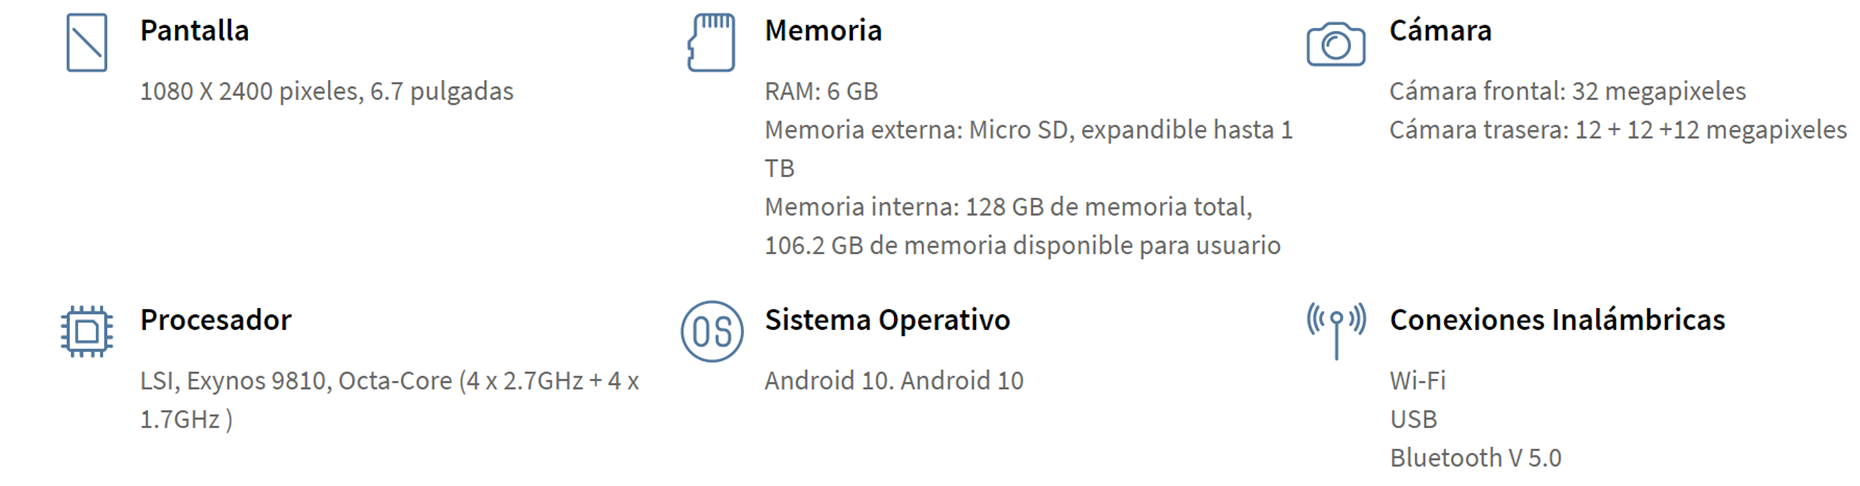 Pantalla
1080 X 2400 pixeles, 6.7 pulgadas
Memoria
RAM: 6 GB
Memoria externa: Micro SD, expandible hasta 1
TB
Memoria interna: 128 GB de memoria total,
106.2 GB de memoria disponible para usuario
Cámara
Cámara frontal: 32 megapixeles
Cámara trasera: 12 + 12 +12 megapixeles
Procesador
LSI, Exynos 9810, Octa-Core (4 x 2.7GHz + 4 x
1.7GHz )
OS
Sistema Operativo
Android 10. Android 10
Conexiones Inalámbricas
Wi-Fi
USB
Bluetooth V 5.0